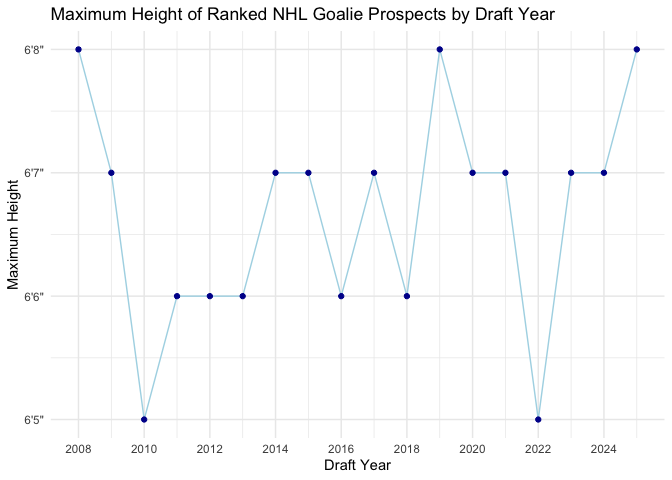 Maximum Height of Ranked NHL Goalie Prospects by Draft Year
6'8"
6'7"
6'6"
6'5"
Maximum Height
2008 2010 2012 2014 2016 2018 2020 2022 2024
Draft Year